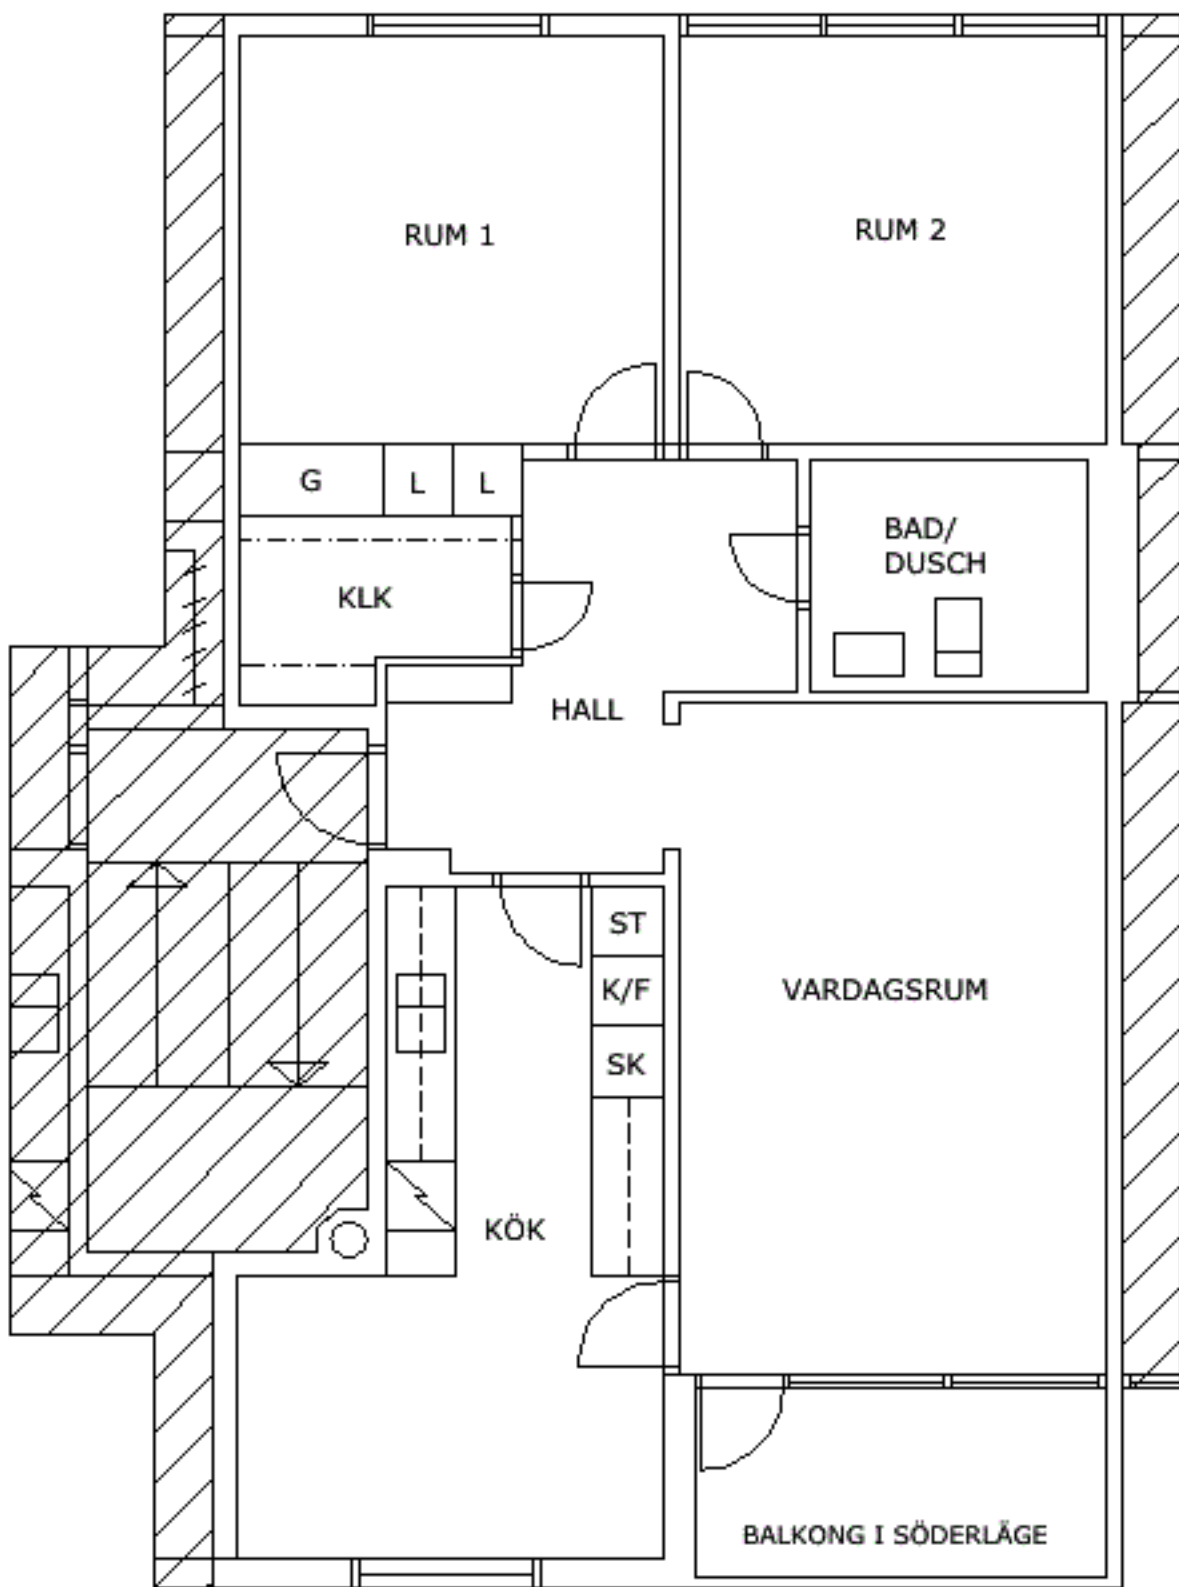 RUM 1
RUM 2
G
L
L
BAD/
DUSCH
KLK
HALL
ST
K/F
SK
VARDAGSRUM
KÖK
BALKONG I SÖDERLÄGE